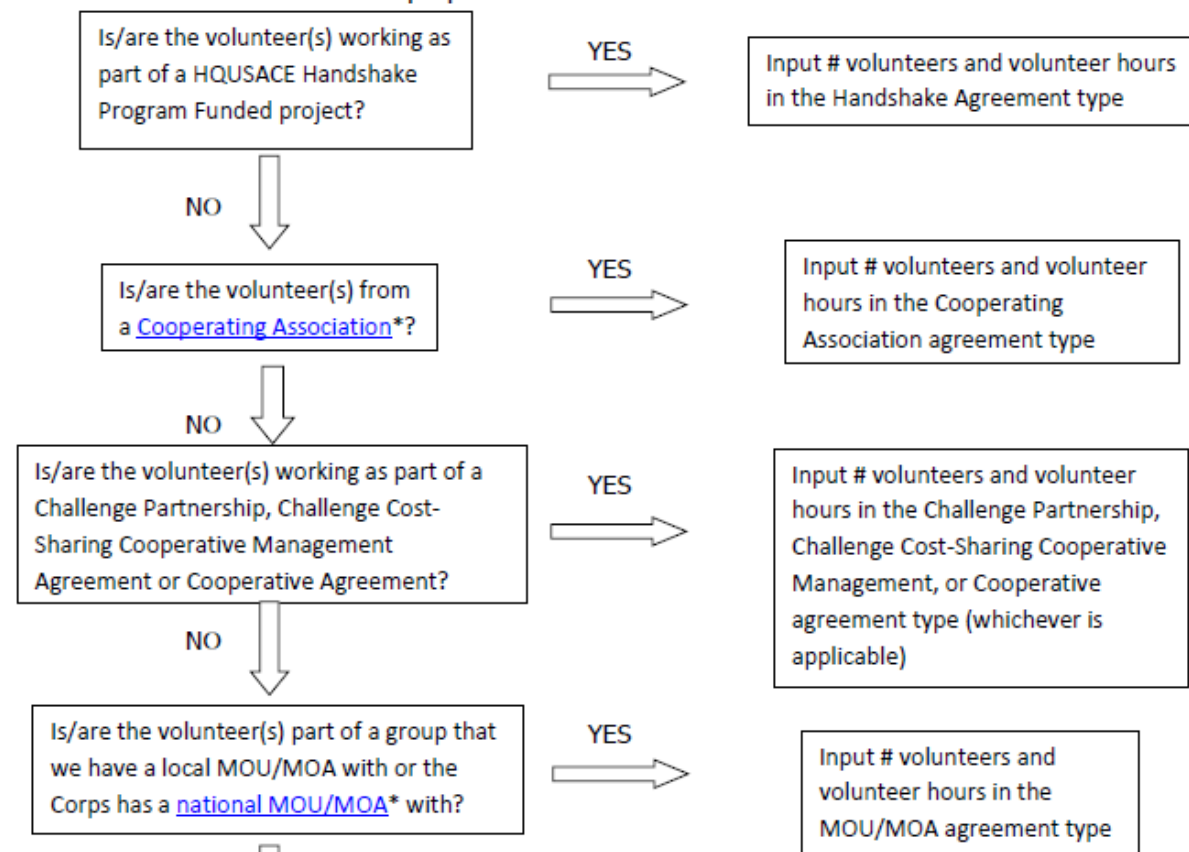 Is/are the volunteer(s) working as
part of a HQUSACE Handshake
Program Funded project?
YES
Input # volunteers and volunteer hours
in the Handshake Agreement type
NO
Is/are the volunteer(s) from
a Cooperating Association*?
YES
Input # volunteers and volunteer
hours in the Cooperating
Association agreement type
NO
Is/are the volunteer(s) working as part of a
Challenge Partnership, Challenge Cost-
Sharing Cooperative Management
Agreement or Cooperative Agreement?
YES
Input # volunteers and volunteer
hours in the Challenge Partnership,
Challenge Cost-Sharing Cooperative
Management, or Cooperative
agreement type (whichever is
applicable)
NO
Is/are the volunteer(s) part of a group that
we have a local MOU/MOA with or the
Corps has a national MOU/MOA* with?
YES
Input # volunteers and
volunteer hours in the
MOU/MOA agreement type